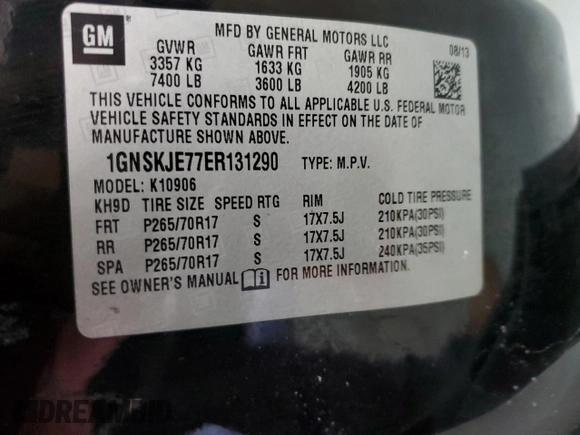 GM
MFD BY GENERAL MOTORS LLC
08/13
GVWR GAWR FRT GAWR RR
3357 KG 1633 KG 1905 KG
7400 LB 3600 LB 4200 LB
THIS VEHICLE CONFORMS TO ALL APPLICABLE U.S. FEDERAL MOTOR
VEHICLE SAFETY STANDARDS IN EFFECT ON THE DATE OF
MANUFACTURE SHOWN ABOVE.
1GNSKJE77ER131290 TYPE: M.P.V.
MODEL: K10906
KH9D TIRE SIZE SPEED RTG RIM COLD TIRE PRESSURE
FRT P265/70R17 S 17X7.5J 210KPA(30PSI)
RR P265/70R17 S 17X7.5J 210KPA(30PSI)
SPA P265/70R17 S 17X7.5J 240KPA(35PSI)
SEE OWNER'S MANUAL FOR MORE INFORMATION.
DREAMBID